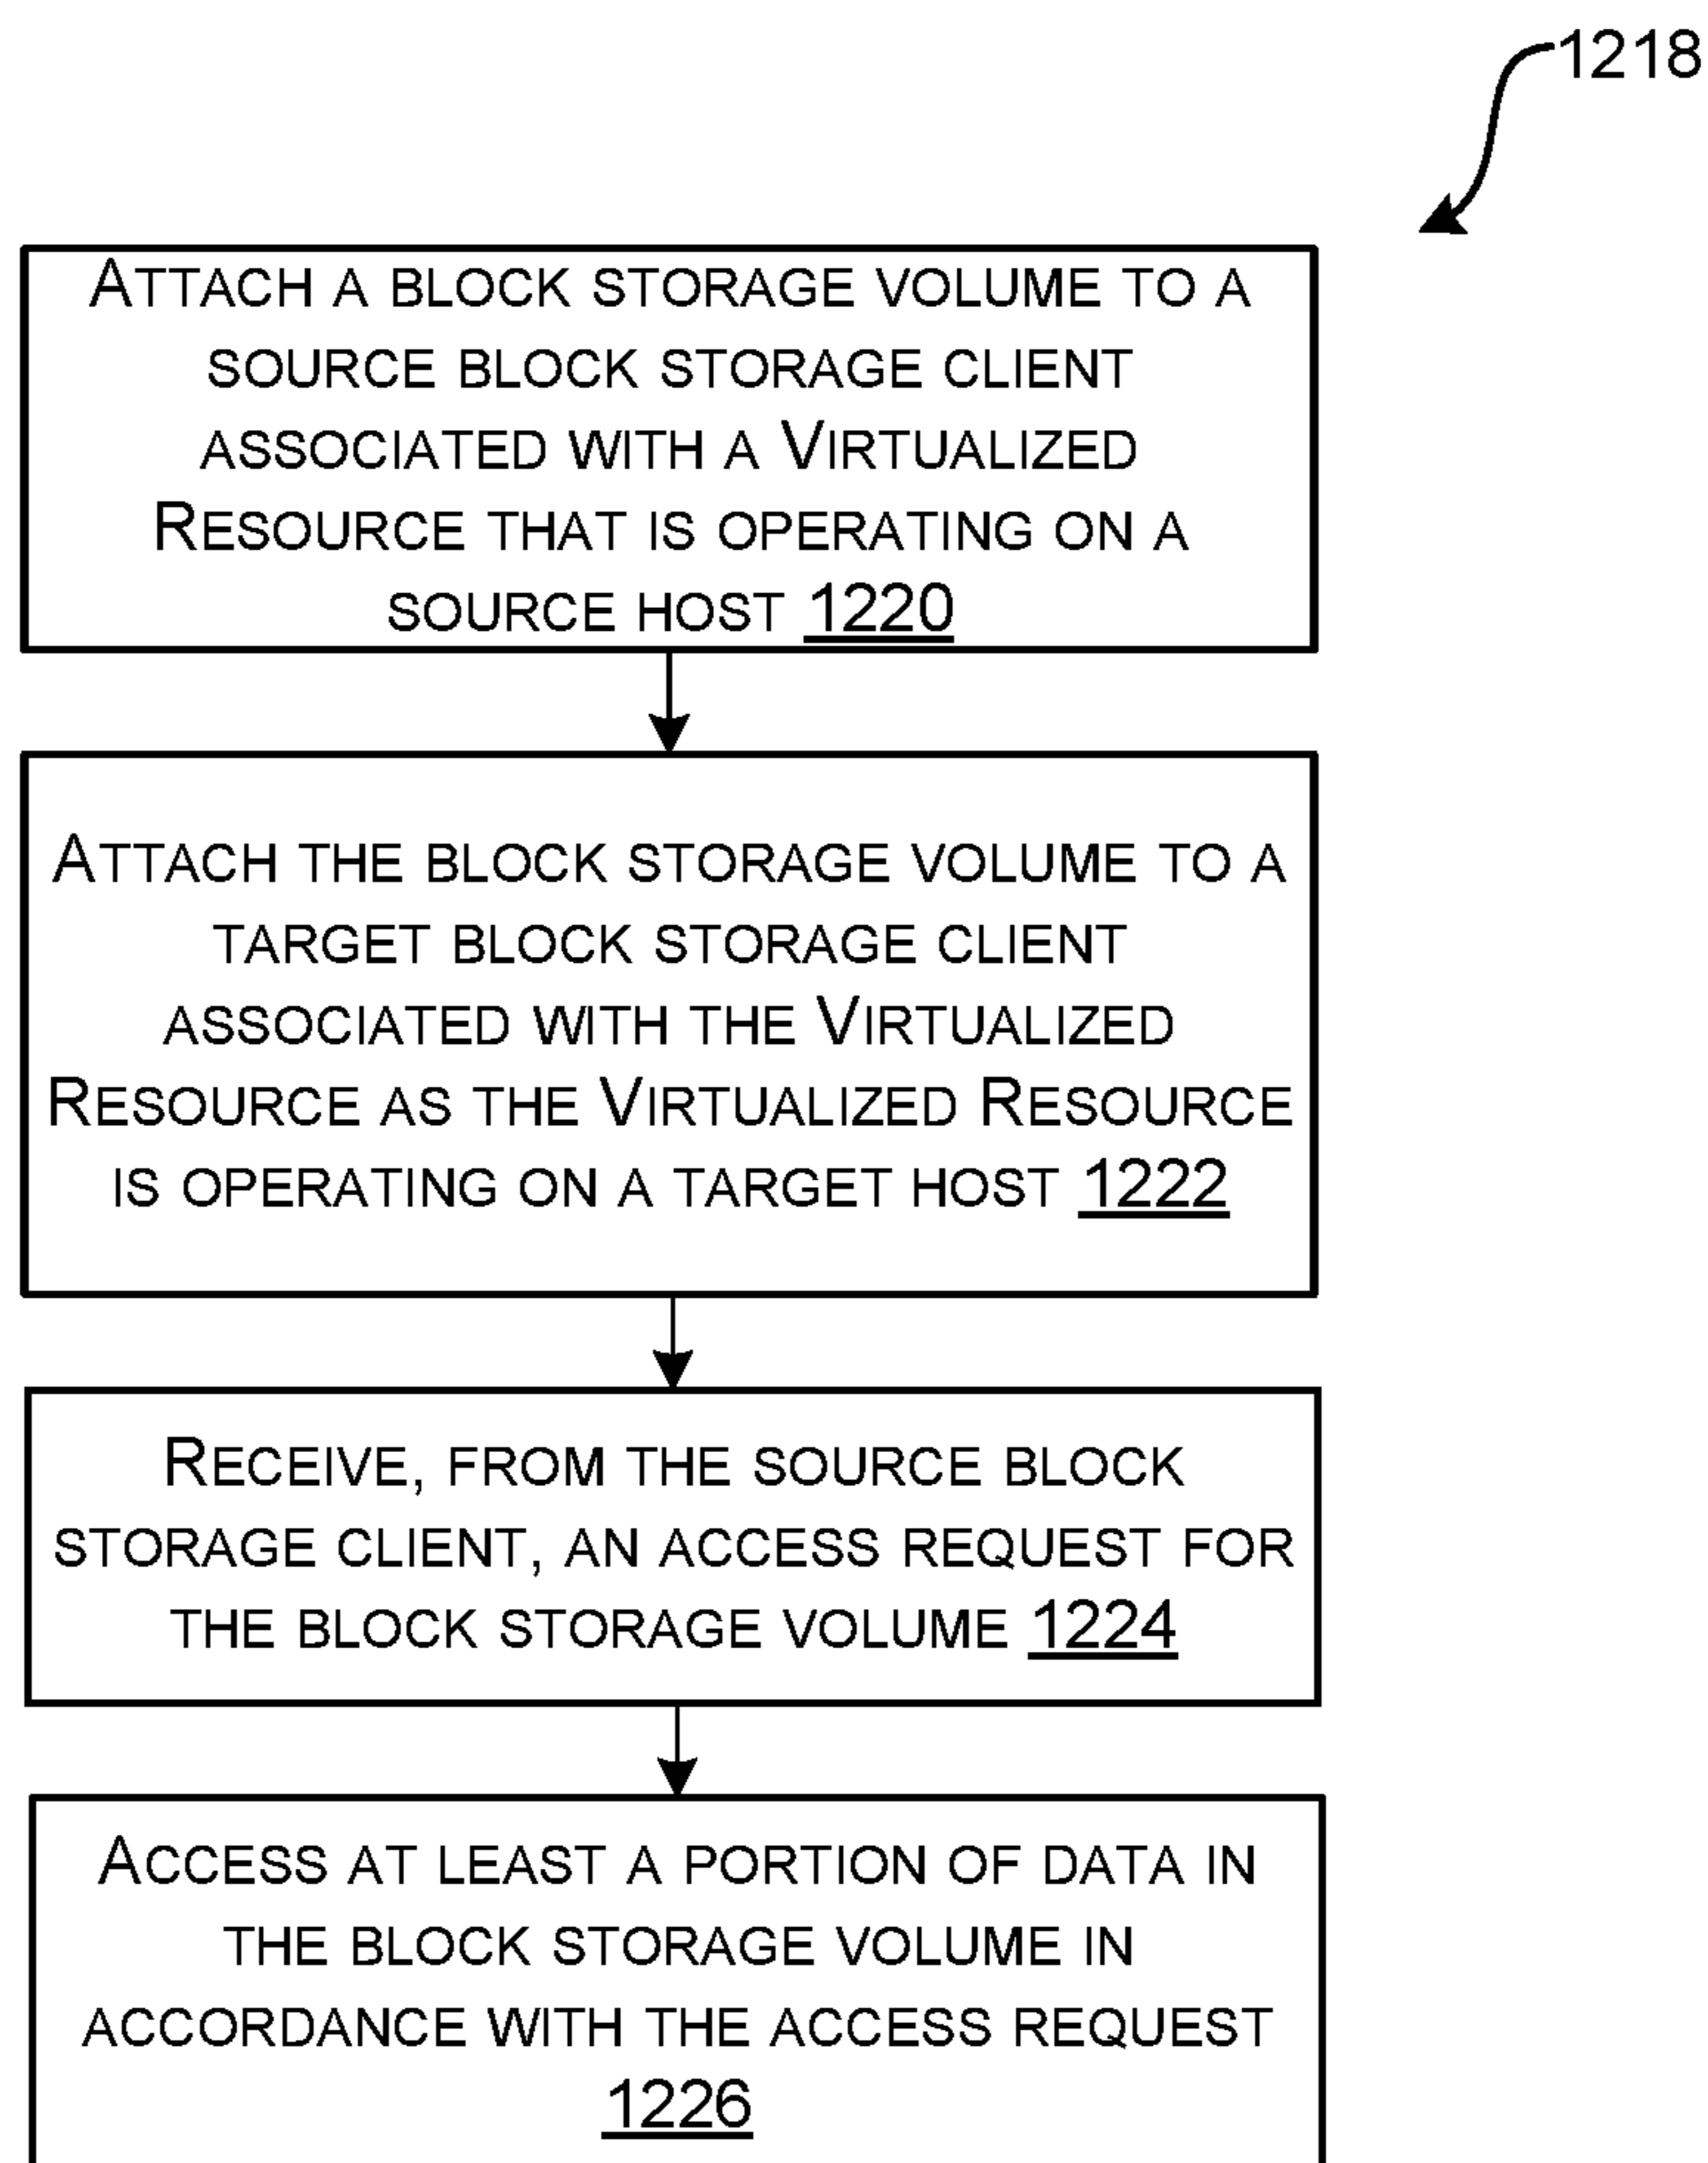 1218
ATTACH A BLOCK STORAGE VOLUME TO A
SOURCE BLOCK STORAGE CLIENT
ASSOCIATED WITH A VIRTUALIZED
RESOURCE THAT IS OPERATING ON A
SOURCE HOST 1220
ATTACH THE BLOCK STORAGE VOLUME TO A
TARGET BLOCK STORAGE CLIENT
ASSOCIATED WITH THE VIRTUALIZED
RESOURCE AS THE VIRTUALIZED RESOURCE
IS OPERATING ON A TARGET HOST 1222
RECEIVE, FROM THE SOURCE BLOCK
STORAGE CLIENT, AN ACCESS REQUEST FOR
THE BLOCK STORAGE VOLUME 1224
ACCESS AT LEAST A PORTION OF DATA IN
THE BLOCK STORAGE VOLUME IN
ACCORDANCE WITH THE ACCESS REQUEST
1226